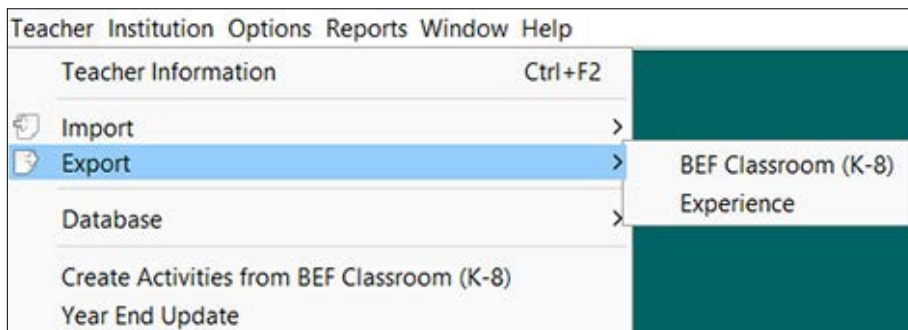 Teacher Institution Options Reports Window Help
Teacher Information Ctrl+F2
Import >
Export >
BEF Classroom (K-8)
Experience
Database >
Create Activities from BEF Classroom (K-8)
Year End Update